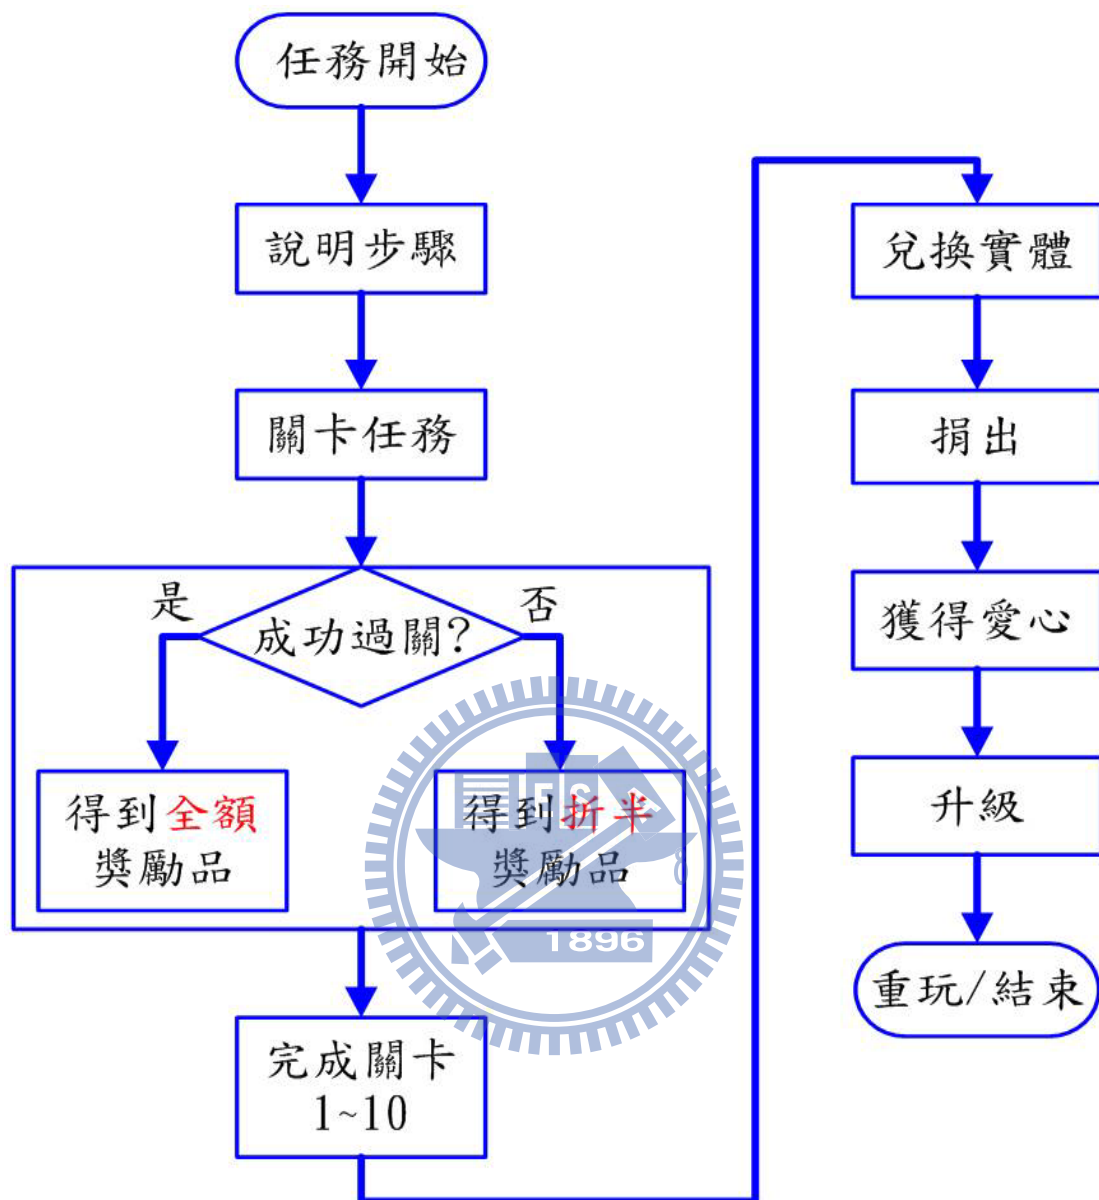 任務開始
說明步驟
關卡任務
成功過關?
是
否
得到全額
獎勵品
得到折半
獎勵品
完成關卡
1~10
兌換實體
捐出
獲得愛心
升級
重玩/結束
ES
1896